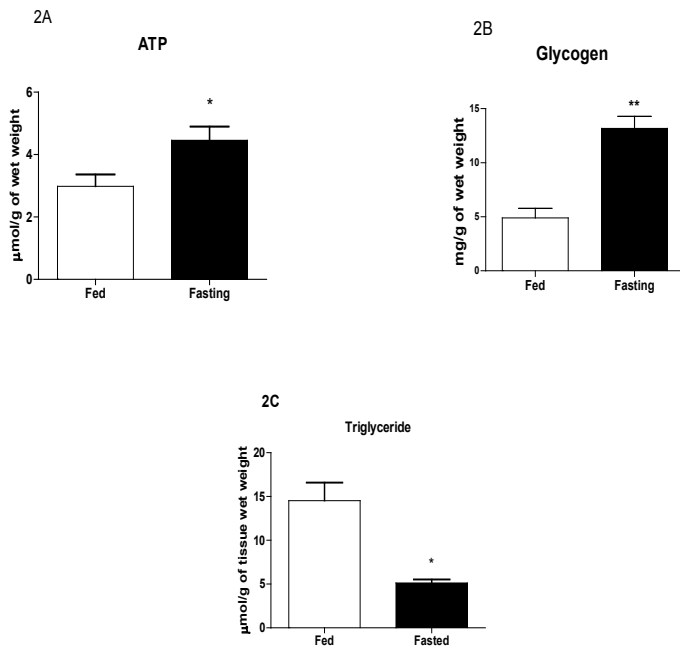 2A
ATP
µmol/g of wet weight
6
4
2
0
*
Fed
Fasting
2B
Glycogen
mg/g of wet weight
15
10
5
0
**
Fed
Fasting
2C
Triglyceride
µmol/g of tissue wet weight
20
15
10
5
0
*
Fed
Fasted